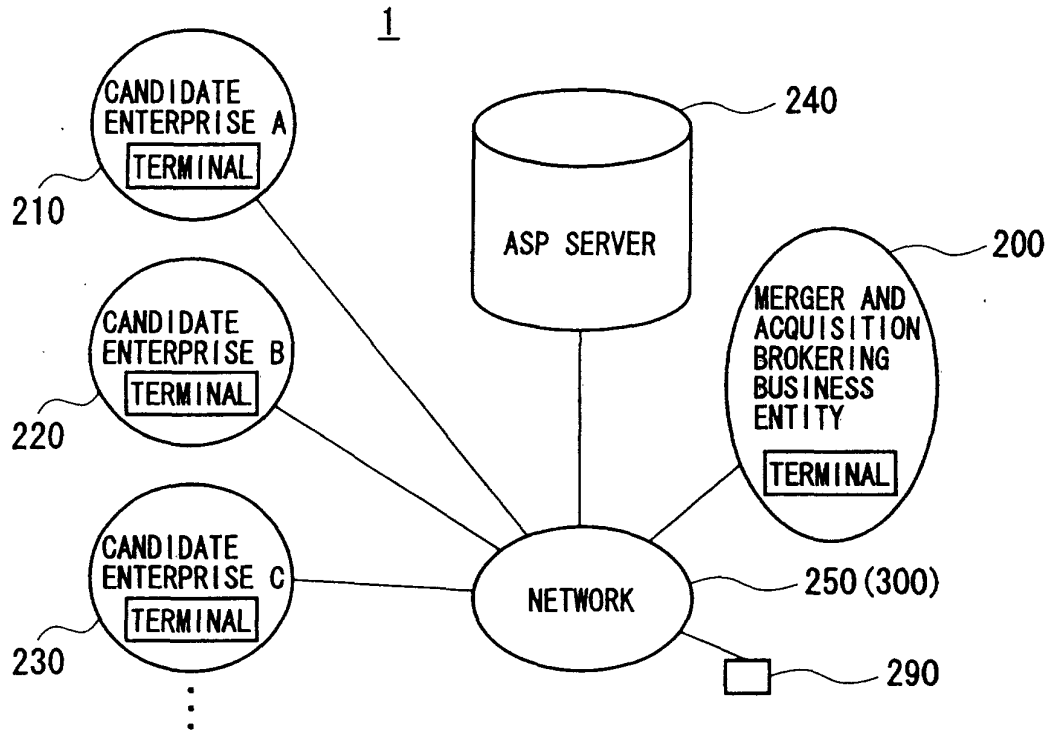 1
CANDIDATE
ENTERPRISE A
TERMINAL
210
CANDIDATE
ENTERPRISE B
TERMINAL
220
CANDIDATE
ENTERPRISE C
TERMINAL
230
240
ASP SERVER
200
MERGER AND
ACQUISITION
BROKERING
BUSINESS
ENTITY
TERMINAL
NETWORK
250(300)
290